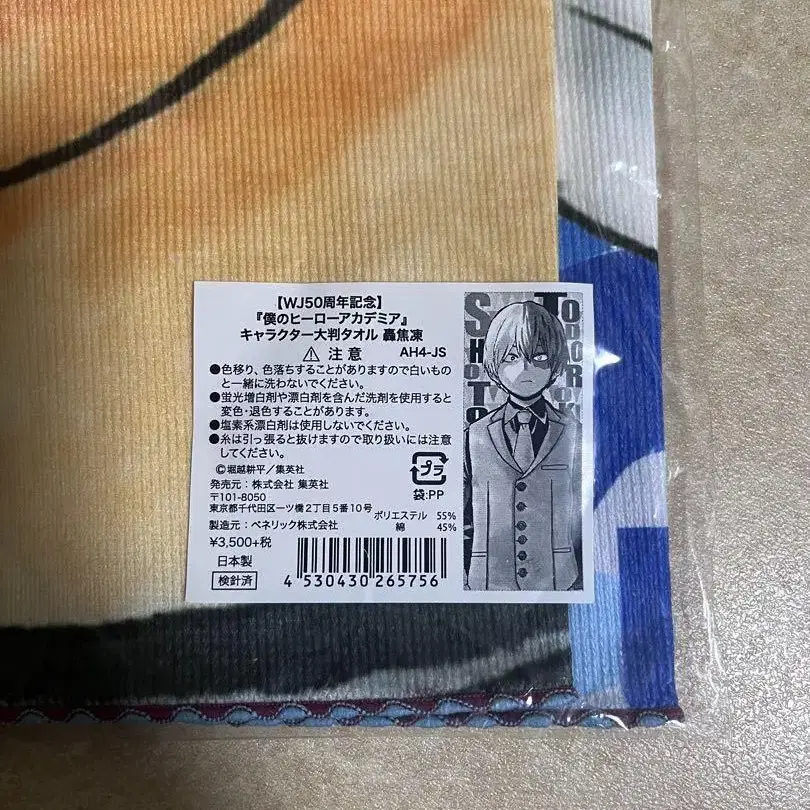 【WJ50周年記念】
『僕のヒーローアカデミア』
キャラクター大判タオル 轟焦凍
⚠ 注意 AH4-JS
●色移り、色落ちすることがありますので白いもの
と一緒に洗わないでください。
●蛍光増白剤や漂白剤を含んだ洗剤を使用すると
変色・退色することがあります。
●塩素系漂白剤は使用しないでください。
●糸は引っ張ると抜けますので取り扱いには注意
してください。
©堀越耕平／集英社
発売元：株式会社 集英社
〒101-8050
東京都千代田区一ツ橋2丁目5番10号
製造元：ベネリック株式会社
プラ
袋:PP
ポリエステル 55%
綿 45%
¥3,500+税
日本製
検針済
4 530430 265756
SHOTO
TODOROKI